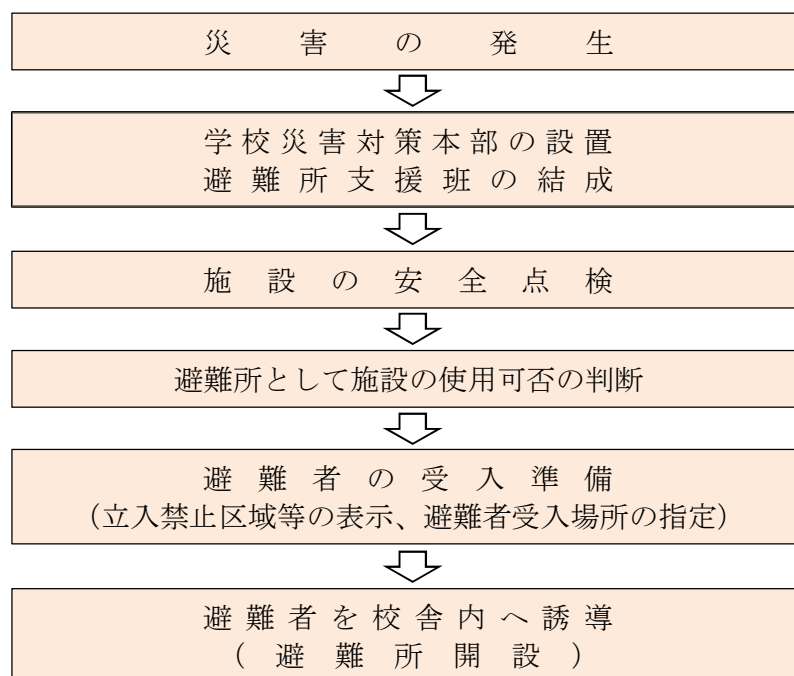 災害の発生
学校災害対策本部の設置
避難所支援班の結成
施設の安全点検
避難所として施設の使用可否の判断
避難者の受入準備
（立入禁止区域等の表示、避難者受入場所の指定）
避難者を校舎内へ誘導
（避難所開設）